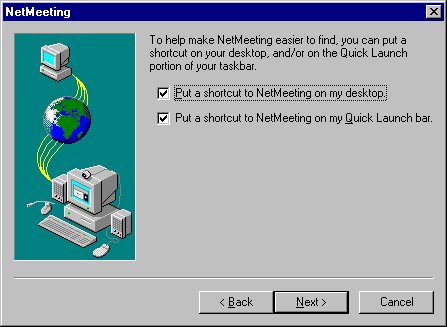 NetMeeting
To help make NetMeeting easier to find, you can put a
shortcut on your desktop, and/or on the Quick Launch
portion of your taskbar.
Put a shortcut to NetMeeting on my desktop.
Put a shortcut to NetMeeting on my Quick Launch bar.
< Back Next > Cancel